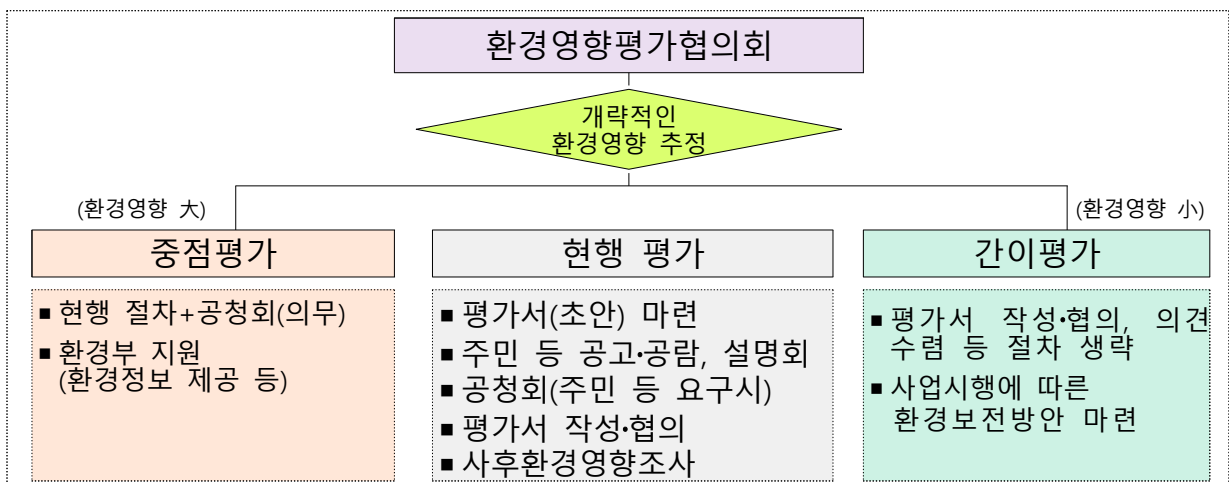 환경영향평가협의회
개략적인
환경영향 추정
(환경영향 大)
(환경영향 小)
중점평가
▪ 현행 절차+공청회(의무)
▪ 환경부 지원
(환경정보 제공 등)
현행 평가
▪ 평가서(초안) 마련
▪ 주민 등 공고•공람, 설명회
▪ 공청회(주민 등 요구시)
▪ 평가서 작성•협의
▪ 사후환경영향조사
간이평가
▪ 평가서 작성•협의, 의견
수렴 등 절차 생략
▪ 사업시행에 따른
환경보전방안 마련